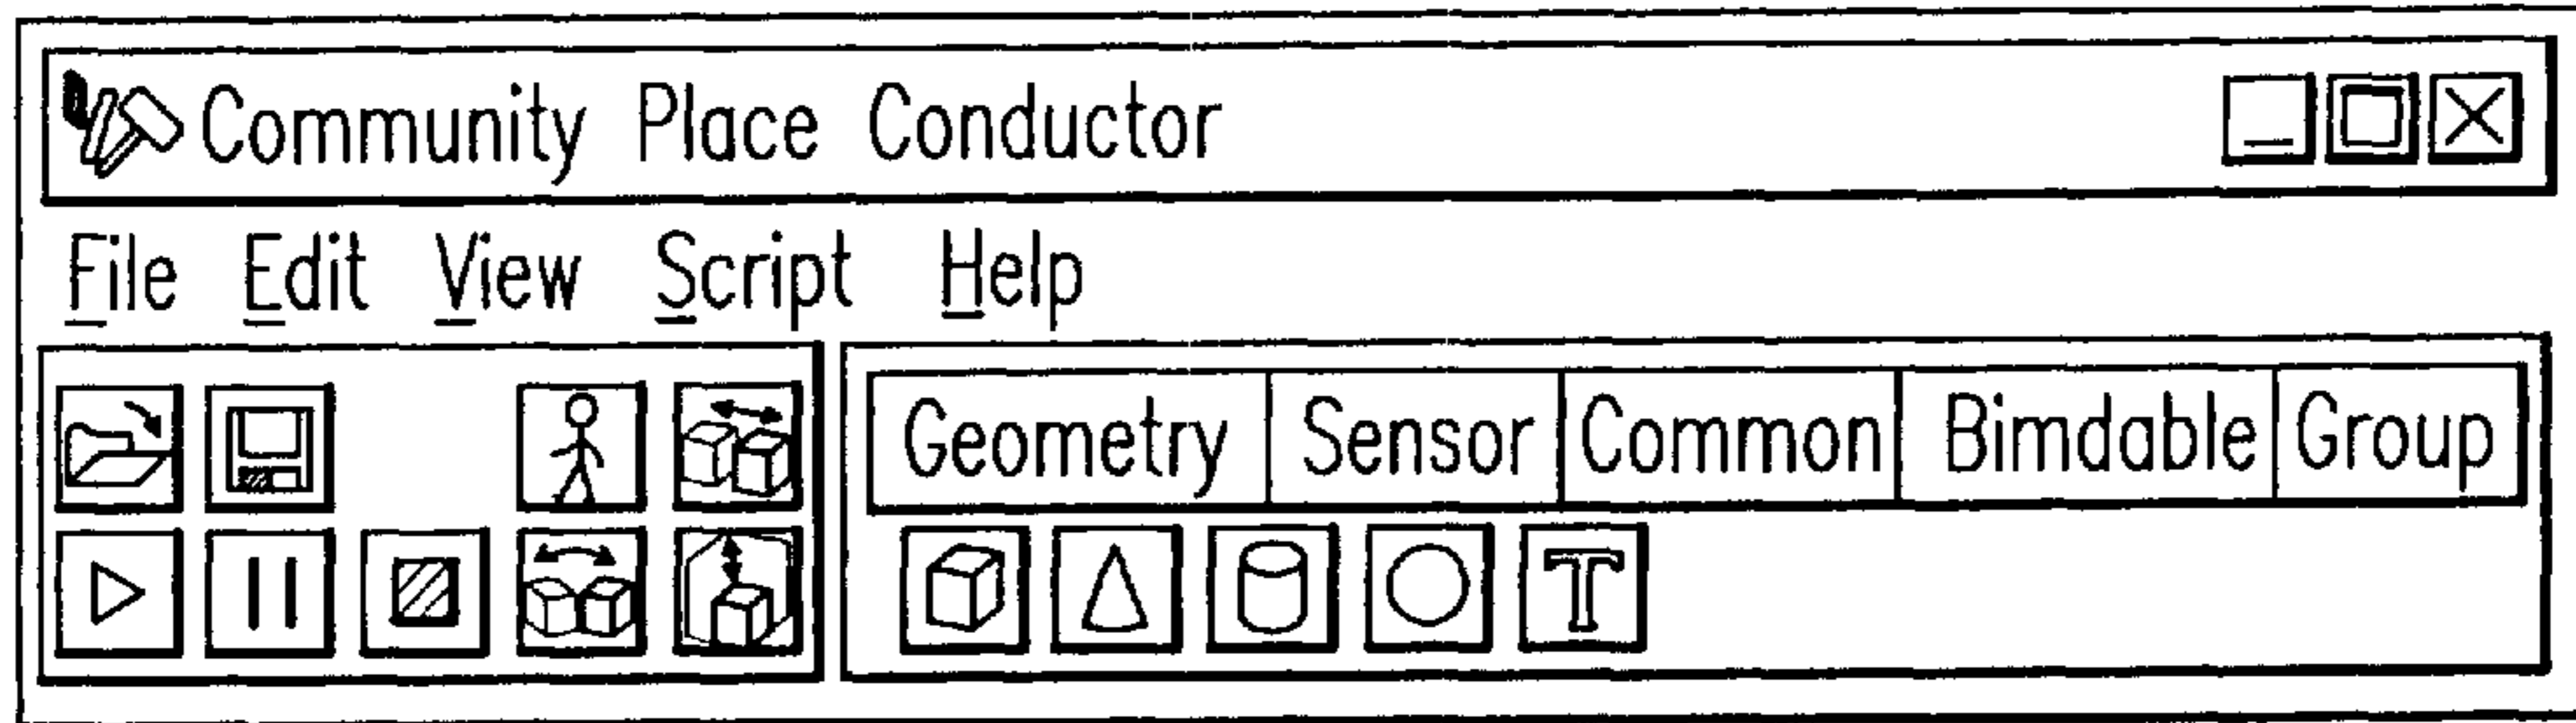 Community Place Conductor
File Edit View Script Help
Geometry Sensor Common Bimdable Group
T